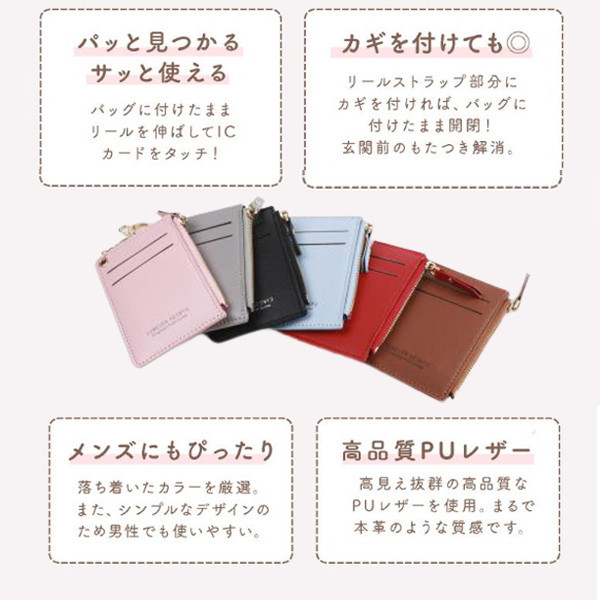 パッと見つかる
サッと使える
バッグに付けたまま
リールを伸ばしてIC
カードをタッチ！
カギを付けても◎
リールストラップ部分に
カギを付ければ、バッグに
付けたまま開閉！
玄関前のもたつき解消。
メンズにもぴったり
落ち着いたカラーを厳選。
また、シンプルなデザインの
ため男性でも使いやすい。
高品質PUレザー
高見え抜群の高品質な
PUレザーを使用。まるで
本革のような質感です。